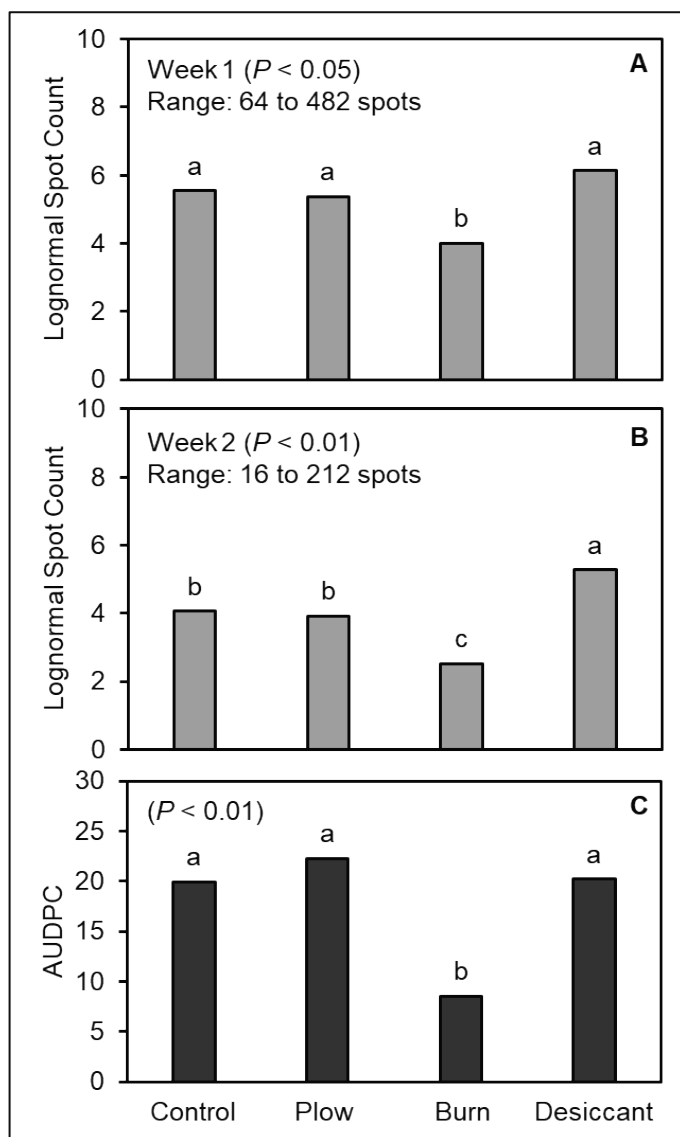 10
8
6
4
2
0
Lognormal Spot Count
Week 1 (P < 0.05)
Range: 64 to 482 spots
A
a
a
b
a
10
8
6
4
2
0
Lognormal Spot Count
Week 2 (P < 0.01)
Range: 16 to 212 spots
B
b
b
c
a
30
25
20
15
10
5
0
AUDPC
(P < 0.01)
C
a
a
b
a
Control Plow Burn Desiccant